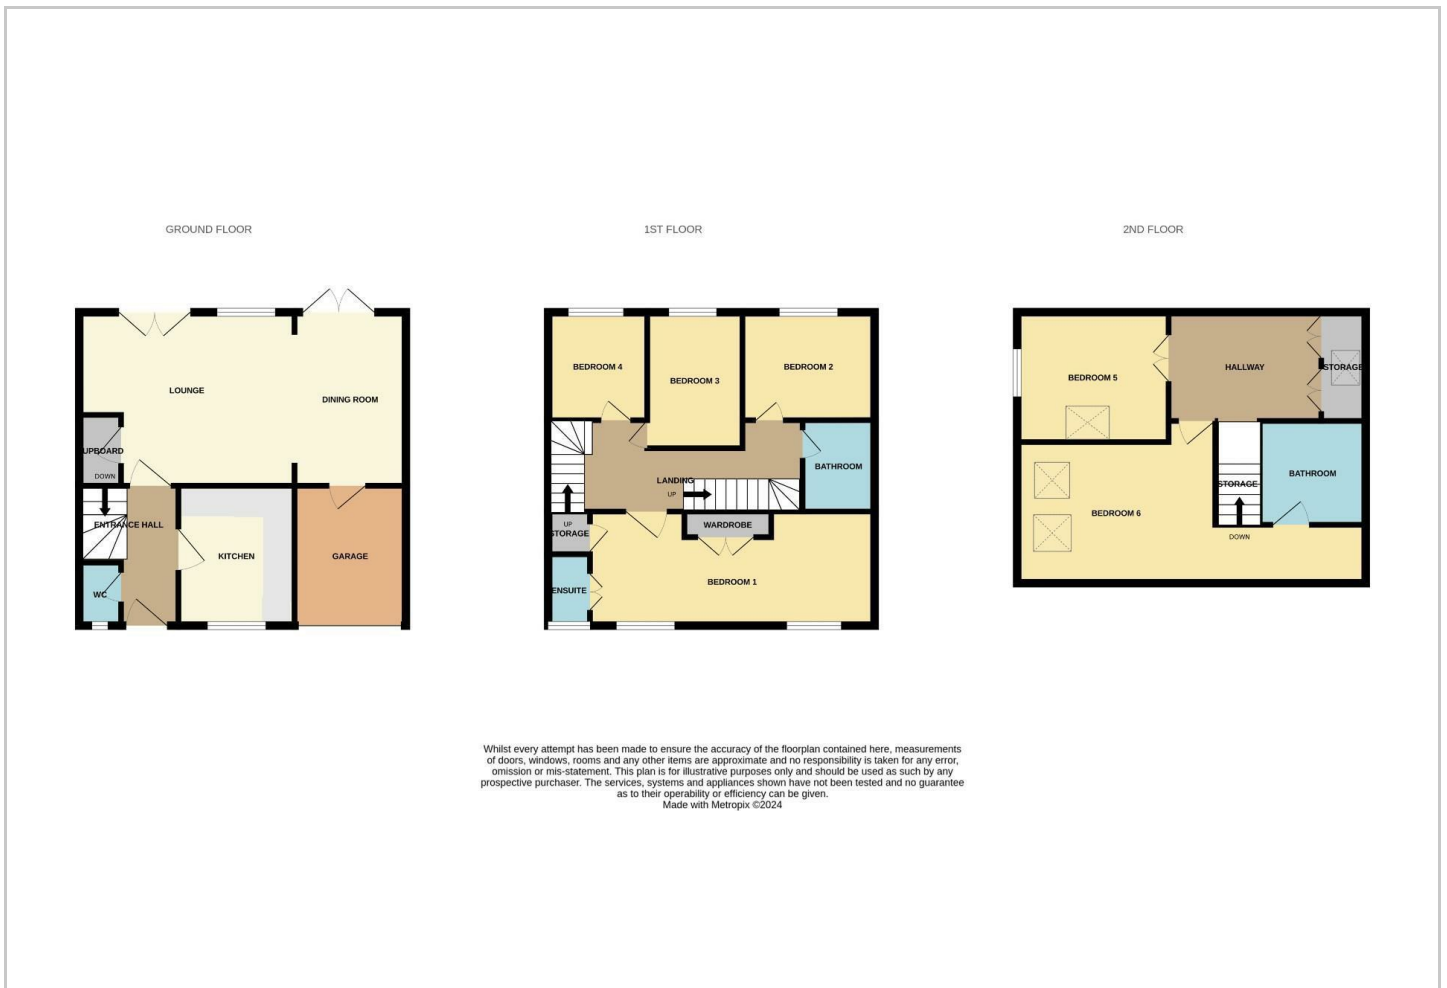 GROUND FLOOR
1ST FLOOR
2ND FLOOR
LOUNGE
DINING ROOM
UPBOARD
DOWN
ENTRANCE HALL
KITCHEN
GARAGE
WC
BEDROOM 4
BEDROOM 3
BEDROOM 2
BATHROOM
LANDING
UP
UP
STORAGE
WARDROBE
BEDROOM 1
ENSUITE
BEDROOM 5
HALLWAY
STORAGE
BATHROOM
STORAGE
BEDROOM 6
DOWN
Whilst every attempt has been made to ensure the accuracy of the floorplan contained here, measurements
of doors, windows, rooms and any other items are approximate and no responsibility is taken for any error,
omission or mis-statement. This plan is for illustrative purposes only and should be used as such by any
prospective purchaser. The services, systems and appliances shown have not been tested and no guarantee
as to their operability or efficiency can be given.
Made with Metropix ©2024